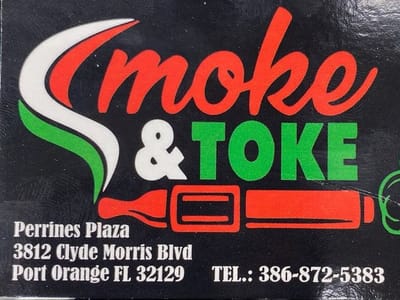 Smoke
& TOKE
Perrines Plaza
3812 Clyde Morris Blvd
Port Orange FL 32129 TEL.: 386-872-5383